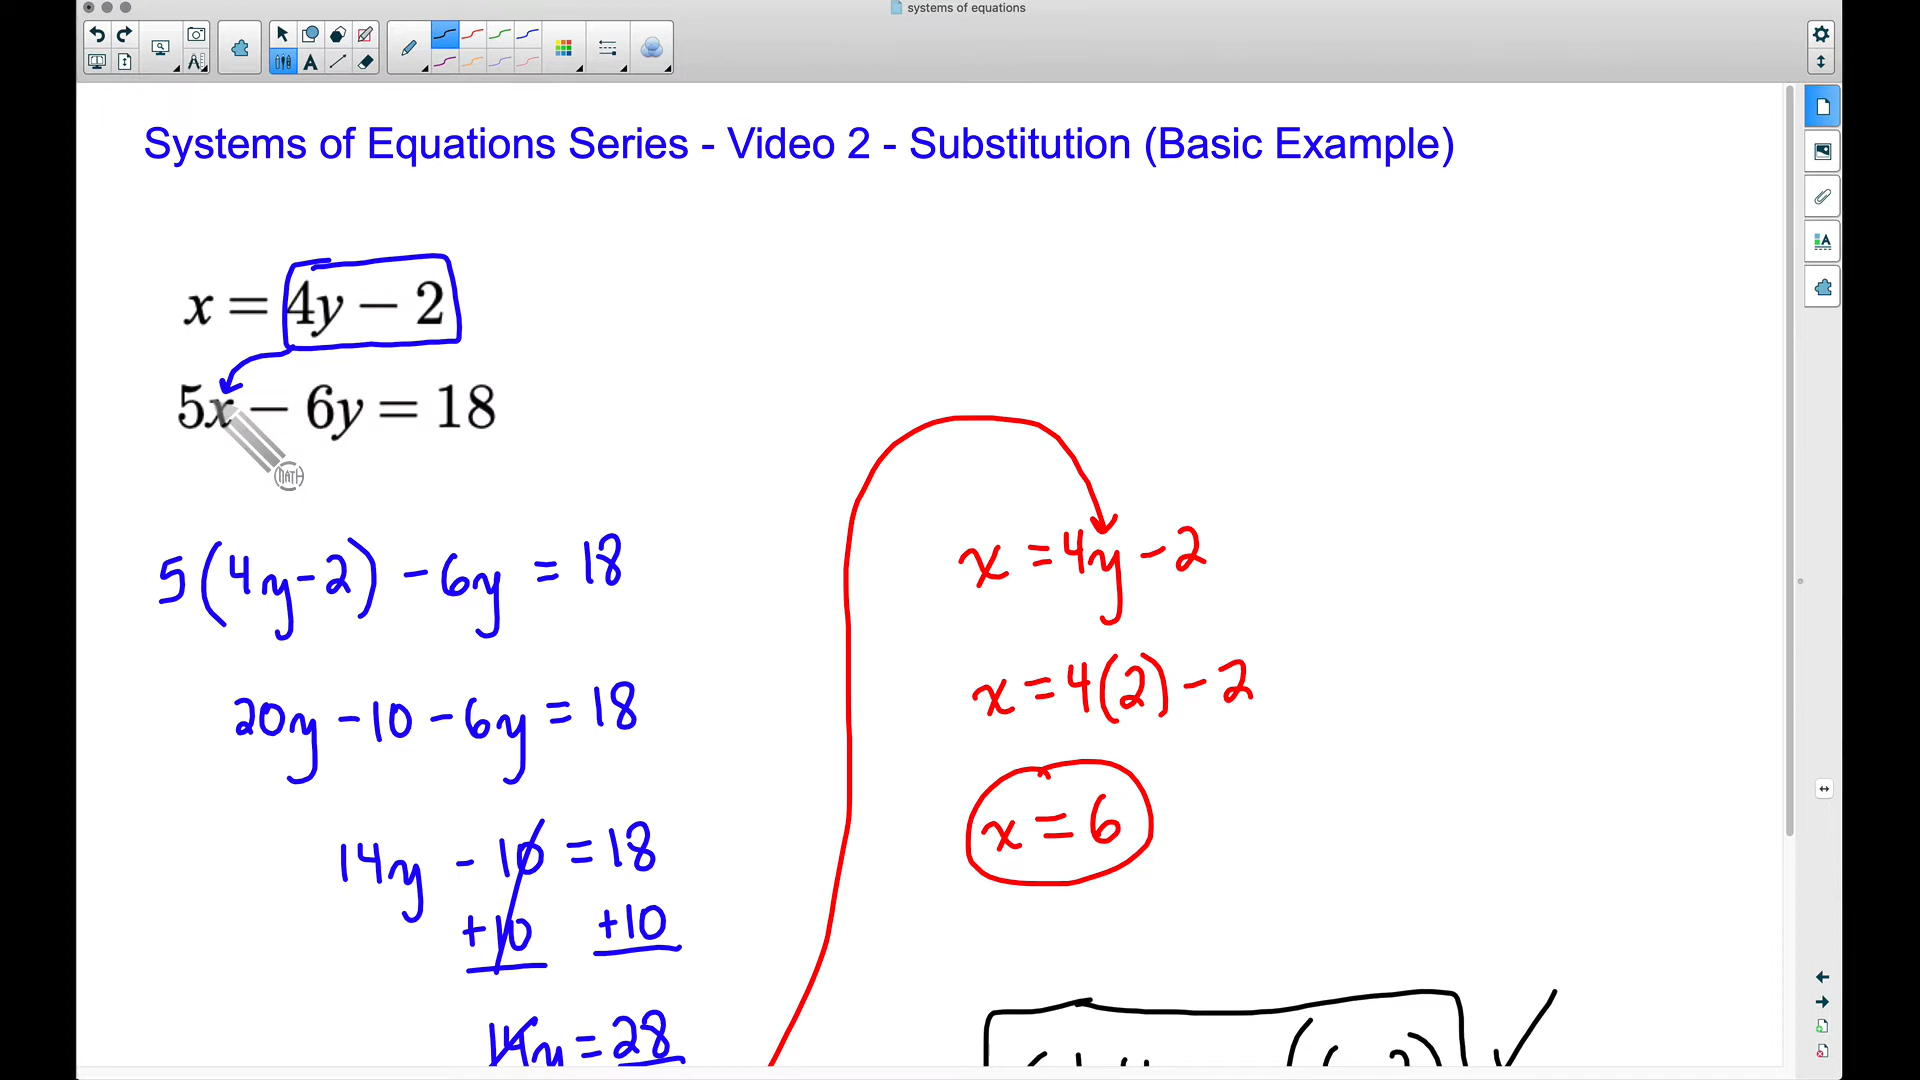 systems of equations
Systems of Equations Series - Video 2 - Substitution (Basic Example)
x = 4y − 2
5x − 6y = 18
MATH
5(4y-2) - 6y = 18
20y - 10 - 6y = 18
14y - 10 = 18
+10 +10
14y = 28
x = 4y - 2
x = 4(2) - 2
x = 6